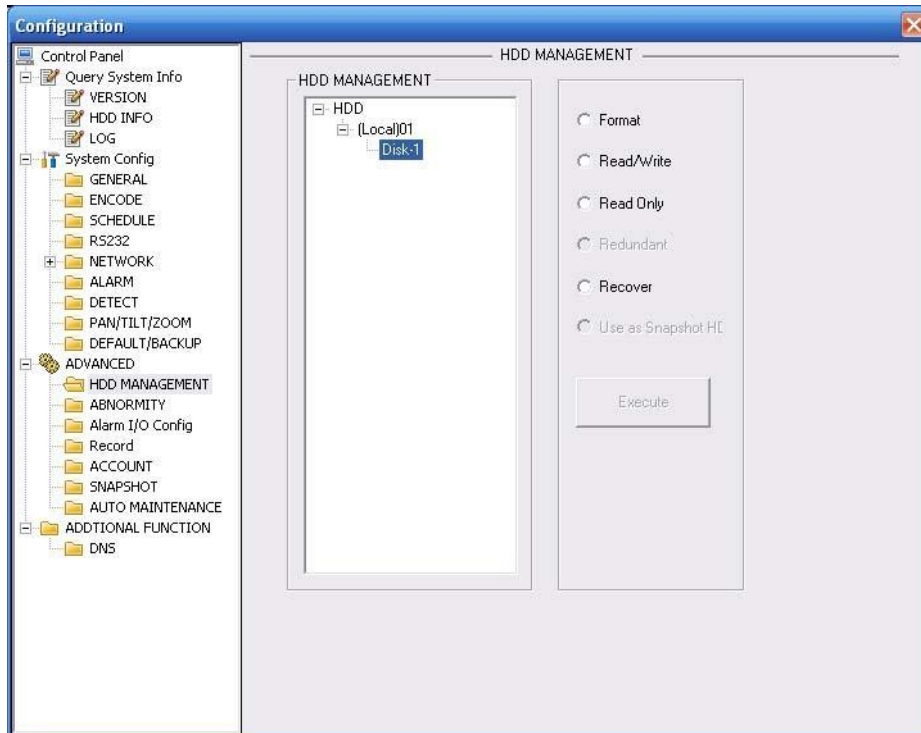 Configuration
Control Panel
Query System Info
VERSION
HDD INFO
LOG
System Config
GENERAL
ENCODE
SCHEDULE
RS232
NETWORK
ALARM
DETECT
PAN/TILT/ZOOM
DEFAULT/BACKUP
ADVANCED
HDD MANAGEMENT
ABNORMITY
Alarm I/O Config
Record
ACCOUNT
SNAPSHOT
AUTO MAINTENANCE
ADDTIONAL FUNCTION
DNS
HDD MANAGEMENT
HDD MANAGEMENT
HDD
(Local)01
Disk-1
Format
Read/Write
Read Only
Redundant
Recover
Use as Snapshot HD
Execute